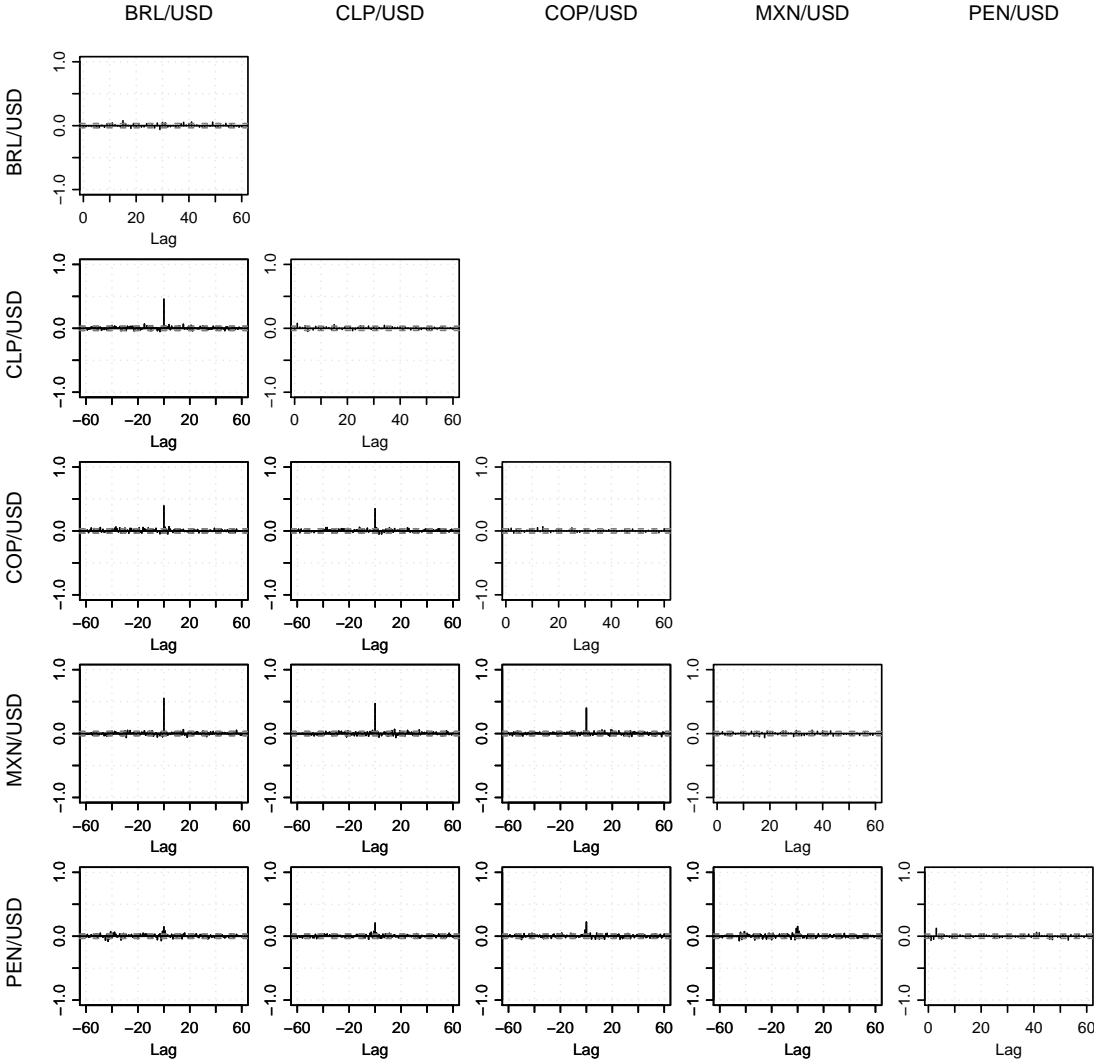 BRL/USD CLP/USD COP/USD MXN/USD PEN/USD
BRL/USD
1.0
0.0
−1.0
0 20 40 60
Lag
CLP/USD
1.0 1.0
0.0 0.0
−1.0 −1.0
−60 −20 20 60 0 20 40 60
Lag Lag
COP/USD
1.0 1.0 1.0
0.0 0.0 0.0
−1.0 −1.0 −1.0
−60 −20 20 60 −60 −20 20 60 0 20 40 60
Lag Lag Lag
MXN/USD
1.0 1.0 1.0 1.0
0.0 0.0 0.0 0.0
−1.0 −1.0 −1.0 −1.0
−60 −20 20 60 −60 −20 20 60 −60 −20 20 60 0 20 40 60
Lag Lag Lag Lag
PEN/USD
1.0 1.0 1.0 1.0 1.0
0.0 0.0 0.0 0.0 0.0
−1.0 −1.0 −1.0 −1.0 −1.0
−60 −20 20 60 −60 −20 20 60 −60 −20 20 60 −60 −20 20 60 0 20 40 60
Lag Lag Lag Lag Lag